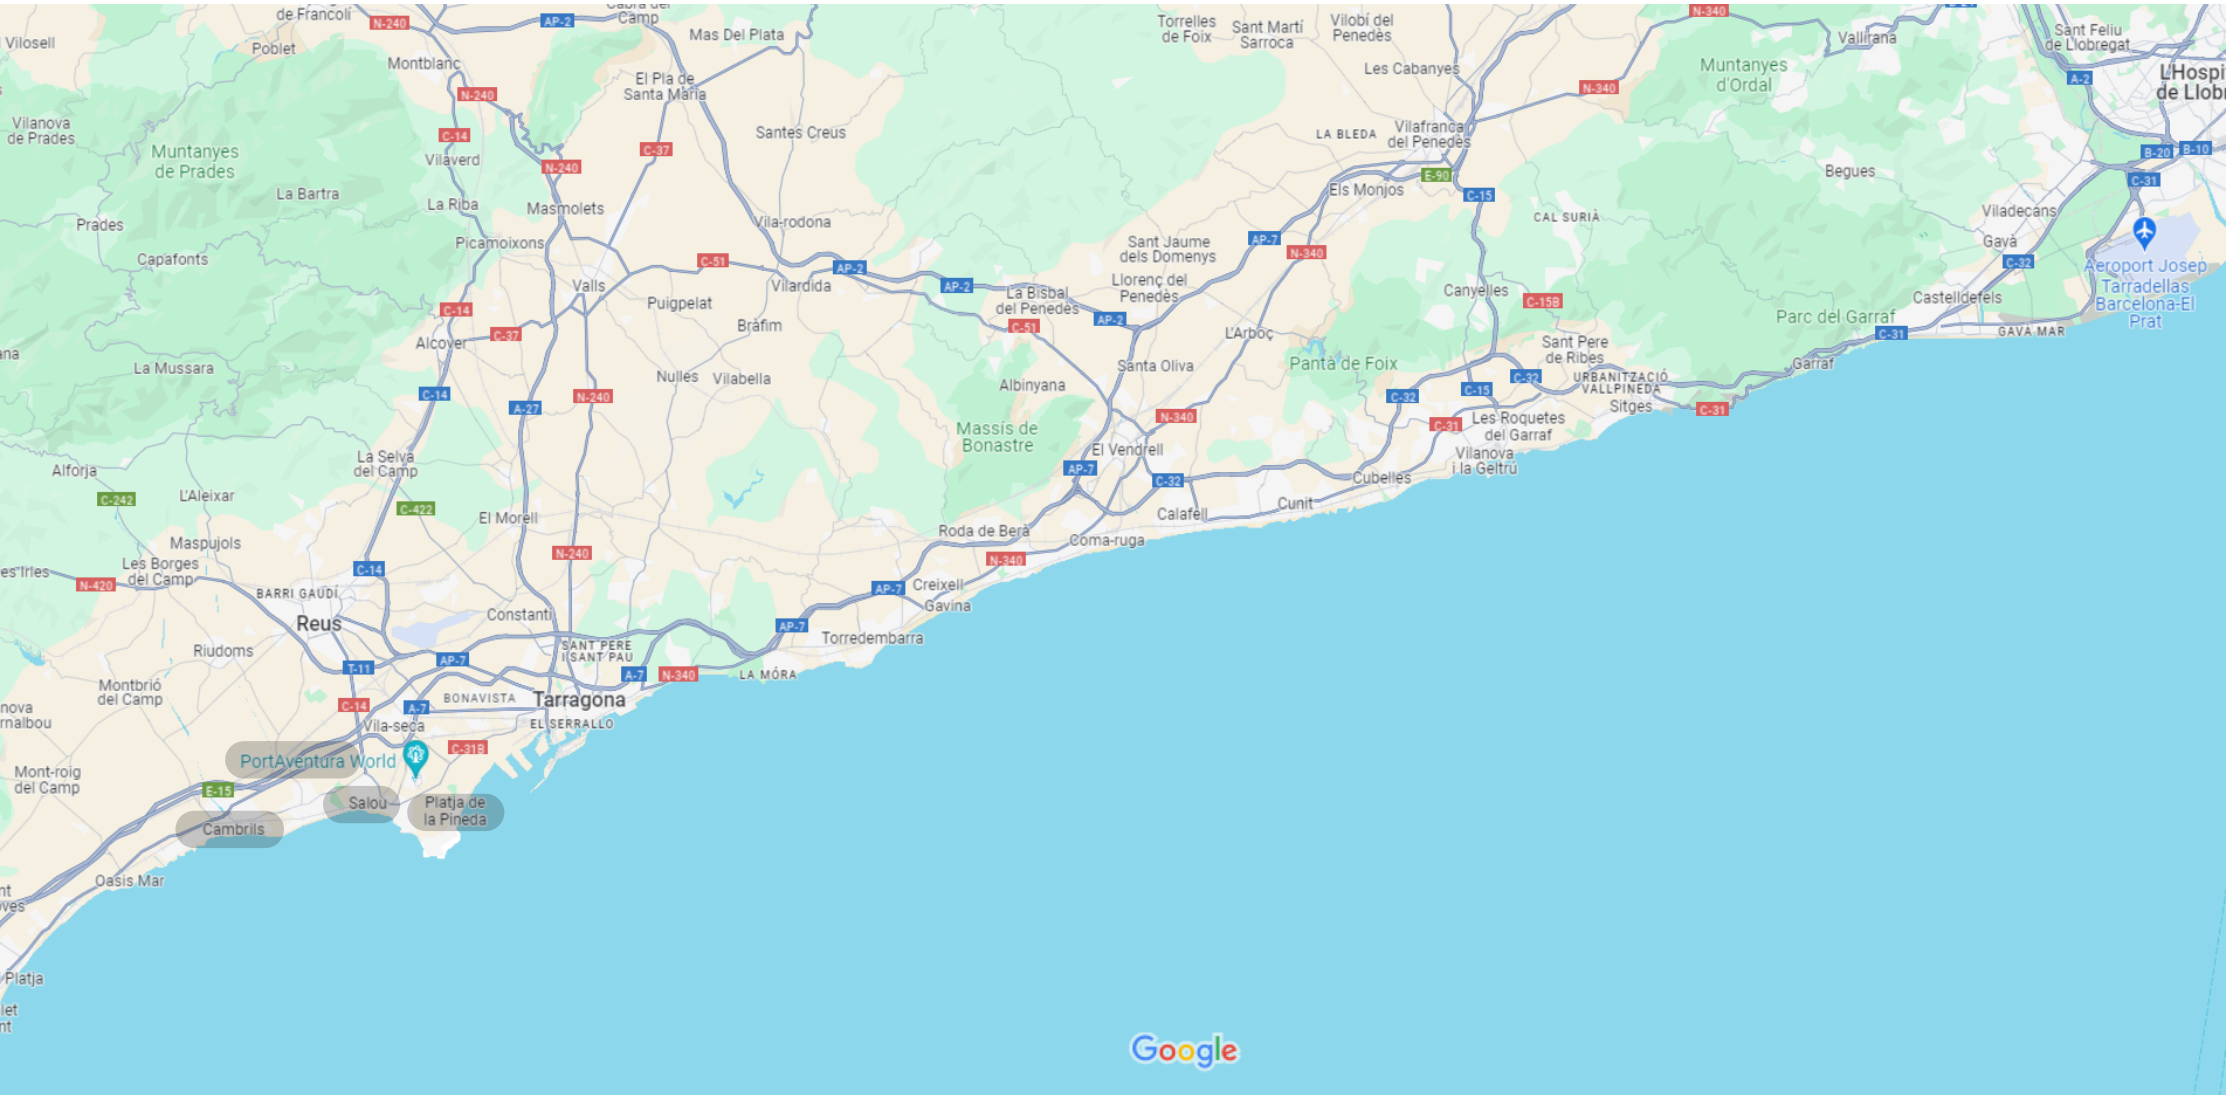 de Francolí
N-240
AP-2
Camp
Mas Del Plata
Torrelles
de Foix
Sant Martí
Sarroca
Vilobí del
Penedès
N-340
Vallirana
Sant Feliu
de Llobregat
Vilosell
Poblet
Montblanc
El Pla de
Santa Maria
Les Cabanyes
Muntanyes
d'Ordal
A-2
L'Hospi
de Llobr
N-240
N-340
Vilanova
de Prades
C-14
Santes Creus
LA BLEDA
Vilafranca
del Penedès
Muntanyes
de Prades
Vilaverd
C-37
N-240
B-20
B-10
Els Monjos
E-90
C-15
Begues
C-31
La Bartra
La Riba
Masmolets
Vila-rodona
CAL SURIÀ
Viladecans
Prades
Picamoixons
Sant Jaume
dels Domenys
AP-7
N-340
Gavà
C-32
Capafonts
C-51
AP-2
Aeroport Josep
Tarradellas
Barcelona-El
Prat
Valls
Puigpelat
Vilardida
AP-2
La Bisbal
del Penedès
Llorenç del
Penedès
Canyelles
C-15B
Castelldefels
C-14
C-37
Bràfim
C-51
AP-2
L'Arboç
Parc del Garraf
C-31
GAVÀ MAR
Alcover
Sant Pere
de Ribes
La Mussara
Nulles
Vilabella
Albinyana
Santa Oliva
Pantà de Foix
Garraf
C-14
A-27
N-240
C-32
C-15
C-32
URBANITZACIÓ
VALLPINEDA
Sitges
C-31
Massís de
Bonastre
N-340
C-31
Les Roquetes
del Garraf
El Vendrell
Vilanova
i la Geltrú
Alforja
La Selva
del Camp
AP-7
C-32
Cubelles
C-242
L'Aleixar
C-422
El Morell
Calafell
Cunit
Roda de Berà
Coma-ruga
Maspujols
N-240
N-340
Les Borges
del Camp
C-14
N-420
BARRI GAUDÍ
AP-7
Creixell
Gavina
Reus
Constantí
AP-7
Torredembarra
Riudoms
SANT PERE
I SANT PAU
T-11
AP-7
A-7
N-340
LA MÓRA
Montbrió
del Camp
C-14
A-7
BONAVISTA
Tarragona
Vila-seca
EL SERRALLO
C-31B
PortAventura World
Mont-roig
del Camp
E-15
Salou
Platja de
la Pineda
Cambrils
Oasis Mar
Platja
Google